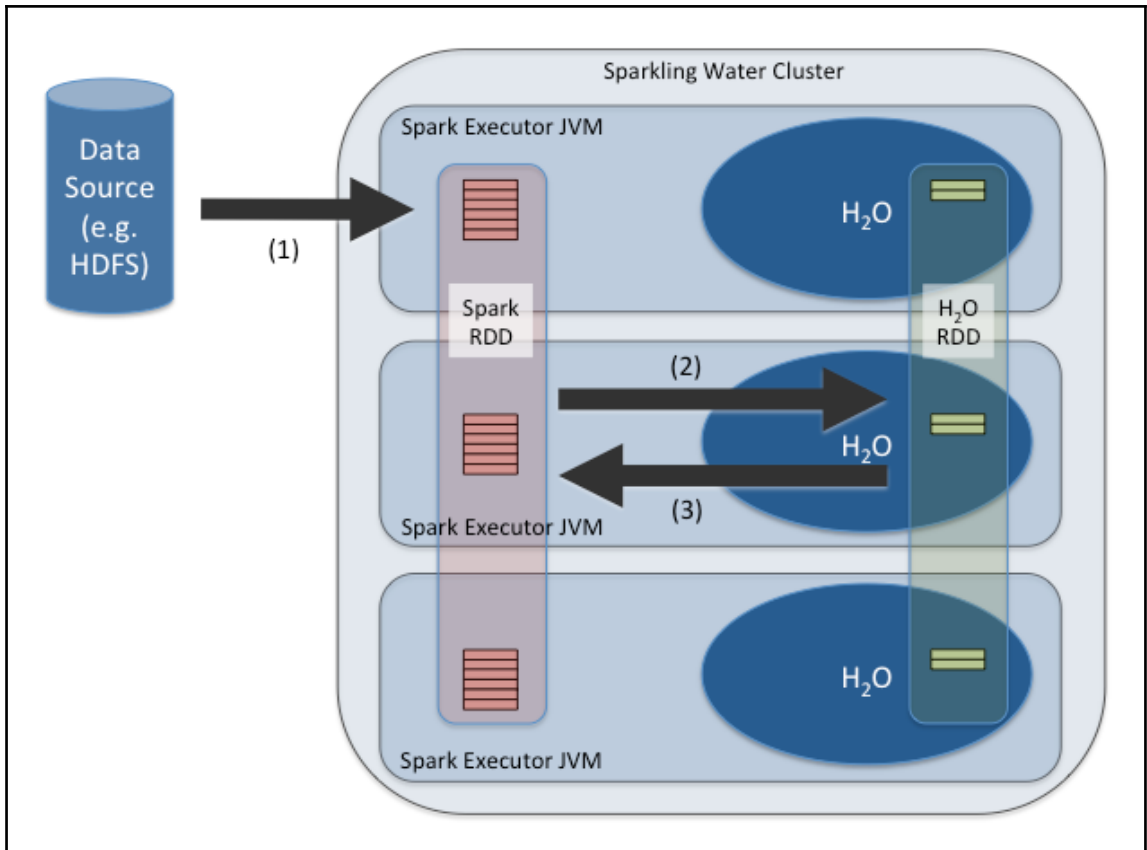 Sparkling Water Cluster
Data
Source
(e.g.
HDFS)
(1)
Spark Executor JVM
H₂O
Spark
RDD
H₂O
RDD
(2)
H₂O
(3)
Spark Executor JVM
H₂O
Spark Executor JVM